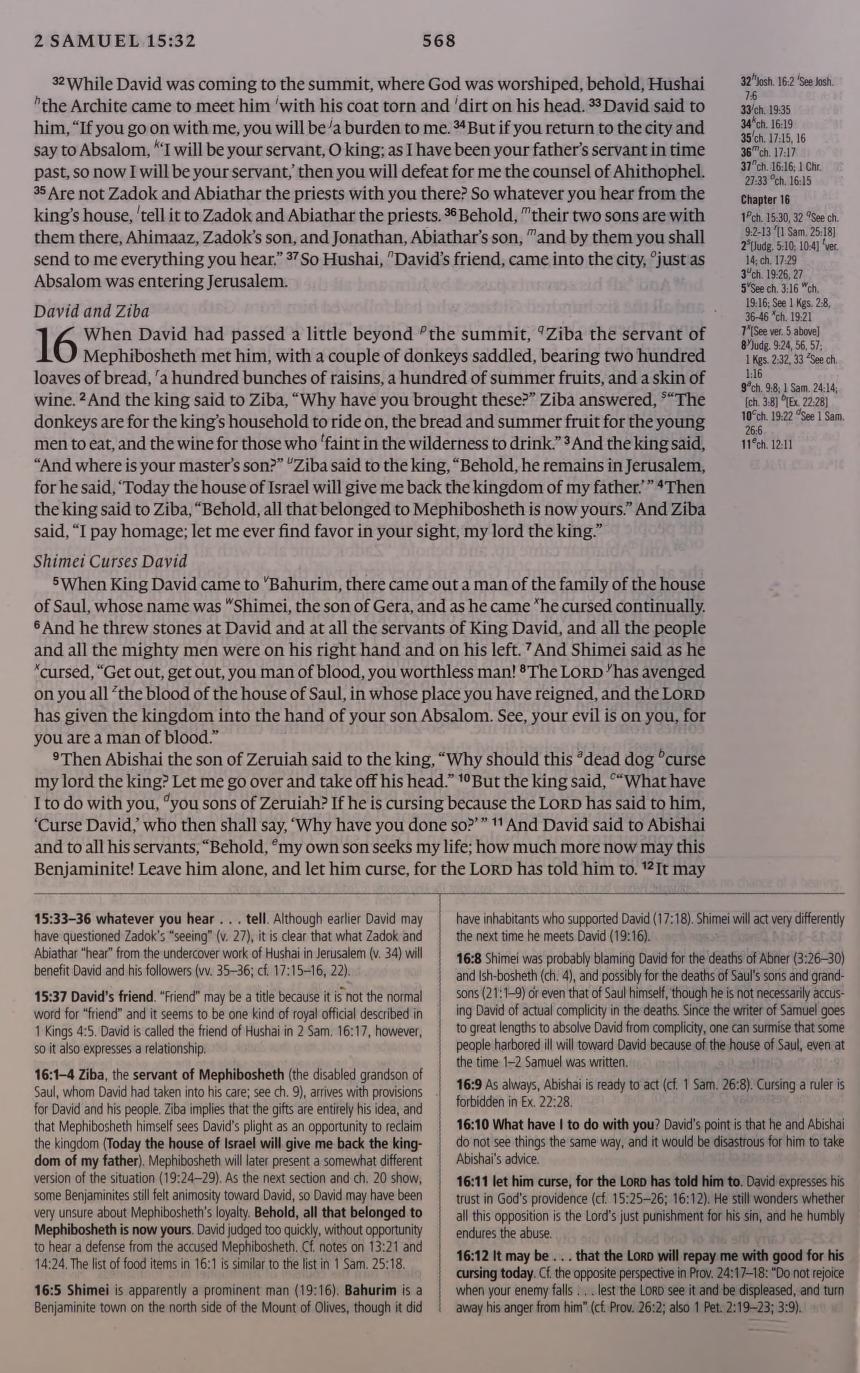 2 SAMUEL 15:32
568
32 While David was coming to the summit, where God was worshiped, behold, Hushai
h the Archite came to meet him i with his coat torn and i dirt on his head. 33 David said to
him, “If you go on with me, you will be j a burden to me. 34 But if you return to the city and
say to Absalom, k “‘I will be your servant, O king; as I have been your father’s servant in time
past, so now I will be your servant,’ then you will defeat for me the counsel of Ahithophel.
35 Are not Zadok and Abiathar the priests with you there? So whatever you hear from the
king’s house, l tell it to Zadok and Abiathar the priests. 36 Behold, m their two sons are with
them there, Ahimaaz, Zadok’s son, and Jonathan, Abiathar’s son, m and by them you shall
send to me everything you hear.” 37 So Hushai, n David’s friend, came into the city, o just as
Absalom was entering Jerusalem.
David and Ziba
16 When David had passed a little beyond p the summit, q Ziba the servant of
Mephibosheth met him, with a couple of donkeys saddled, bearing two hundred
loaves of bread, r a hundred bunches of raisins, a hundred of summer fruits, and a skin of
wine. 2 And the king said to Ziba, “Why have you brought these?” Ziba answered, s “The
donkeys are for the king’s household to ride on, the bread and summer fruit for the young
men to eat, and the wine for those who t faint in the wilderness to drink.” 3 And the king said,
“And where is your master’s son?” u Ziba said to the king, “Behold, he remains in Jerusalem,
for he said, ‘Today the house of Israel will give me back the kingdom of my father.’” 4 Then
the king said to Ziba, “Behold, all that belonged to Mephibosheth is now yours.” And Ziba
said, “I pay homage; let me ever find favor in your sight, my lord the king.”
Shimei Curses David
5 When King David came to v Bahurim, there came out a man of the family of the house
of Saul, whose name was w Shimei, the son of Gera, and as he came x he cursed continually.
6 And he threw stones at David and at all the servants of King David, and all the people
and all the mighty men were on his right hand and on his left. 7 And Shimei said as he
x cursed, “Get out, get out, you man of blood, you worthless man! 8 The LORD y has avenged
on you all z the blood of the house of Saul, in whose place you have reigned, and the LORD
has given the kingdom into the hand of your son Absalom. See, your evil is on you, for
you are a man of blood.”
9 Then Abishai the son of Zeruiah said to the king, “Why should this a dead dog b curse
my lord the king? Let me go over and take off his head.” 10 But the king said, c “What have
I to do with you, d you sons of Zeruiah? If he is cursing because the LORD has said to him,
‘Curse David,’ who then shall say, ‘Why have you done so?’” 11 And David said to Abishai
and to all his servants, “Behold, e my own son seeks my life; how much more now may this
Benjaminite! Leave him alone, and let him curse, for the LORD has told him to. 12 It may
32 h Josh. 16:2 i See Josh.
7:6
33 j ch. 19:35
34 k ch. 16:19
35 l ch. 17:15, 16
36 m ch. 17:17
37 n ch. 16:16; 1 Chr.
27:33 o ch. 16:15
Chapter 16
1 p ch. 15:30, 32 q See ch.
9:2-13 r [1 Sam. 25:18]
2 s [Judg. 5:10; 10:4] t ver.
14; ch. 17:29
3 u ch. 19:26, 27
5 v See ch. 3:16 w ch.
19:16; See 1 Kgs. 2:8,
36-46 x ch. 19:21
7 x [See ver. 5 above]
8 y Judg. 9:24, 56, 57;
1 Kgs. 2:32, 33 z See ch.
1:16
9 a ch. 9:8; 1 Sam. 24:14;
[ch. 3:8] b [Ex. 22:28]
10 c ch. 19:22 d See 1 Sam.
26:6
11 e ch. 12:11
15:33–36 whatever you hear . . . tell. Although earlier David may
have questioned Zadok’s “seeing” (v. 27), it is clear that what Zadok and
Abiathar “hear” from the undercover work of Hushai in Jerusalem (v. 34) will
benefit David and his followers (vv. 35–36; cf. 17:15–16, 22).
15:37 David’s friend. “Friend” may be a title because it is not the normal
word for “friend” and it seems to be one kind of royal official described in
1 Kings 4:5. David is called the friend of Hushai in 2 Sam. 16:17, however,
so it also expresses a relationship.
16:1–4 Ziba, the servant of Mephibosheth (the disabled grandson of
Saul, whom David had taken into his care; see ch. 9), arrives with provisions
for David and his people. Ziba implies that the gifts are entirely his idea, and
that Mephibosheth himself sees David’s plight as an opportunity to reclaim
the kingdom (Today the house of Israel will give me back the king-
dom of my father). Mephibosheth will later present a somewhat different
version of the situation (19:24–29). As the next section and ch. 20 show,
some Benjaminites still felt animosity toward David, so David may have been
very unsure about Mephibosheth’s loyalty. Behold, all that belonged to
Mephibosheth is now yours. David judged too quickly, without opportunity
to hear a defense from the accused Mephibosheth. Cf. notes on 13:21 and
14:24. The list of food items in 16:1 is similar to the list in 1 Sam. 25:18.
16:5 Shimei is apparently a prominent man (19:16). Bahurim is a
Benjaminite town on the north side of the Mount of Olives, though it did
have inhabitants who supported David (17:18). Shimei will act very differently
the next time he meets David (19:16).
16:8 Shimei was probably blaming David for the deaths of Abner (3:26–30)
and Ish-bosheth (ch. 4), and possibly for the deaths of Saul’s sons and grand-
sons (21:1–9) or even that of Saul himself, though he is not necessarily accus-
ing David of actual complicity in the deaths. Since the writer of Samuel goes
to great lengths to absolve David from complicity, one can surmise that some
people harbored ill will toward David because of the house of Saul, even at
the time 1–2 Samuel was written.
16:9 As always, Abishai is ready to act (cf. 1 Sam. 26:8). Cursing a ruler is
forbidden in Ex. 22:28.
16:10 What have I to do with you? David’s point is that he and Abishai
do not see things the same way, and it would be disastrous for him to take
Abishai’s advice.
16:11 let him curse, for the LORD has told him to. David expresses his
trust in God’s providence (cf. 15:25–26; 16:12). He still wonders whether
all this opposition is the Lord’s just punishment for his sin, and he humbly
endures the abuse.
16:12 It may be . . . that the LORD will repay me with good for his
cursing today. Cf. the opposite perspective in Prov. 24:17–18: “Do not rejoice
when your enemy falls . . . lest the LORD see it and be displeased, and turn
away his anger from him” (cf. Prov. 26:2; also 1 Pet. 2:19–23; 3:9).